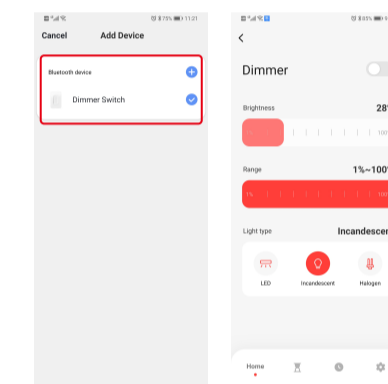 11:21
Cancel
Add Device
Bluetooth device
Dimmer Switch
Dimmer
Brightness
28
Range
1%~100
Light type
Incandescen
LED
Incandescent
Halogen
Home